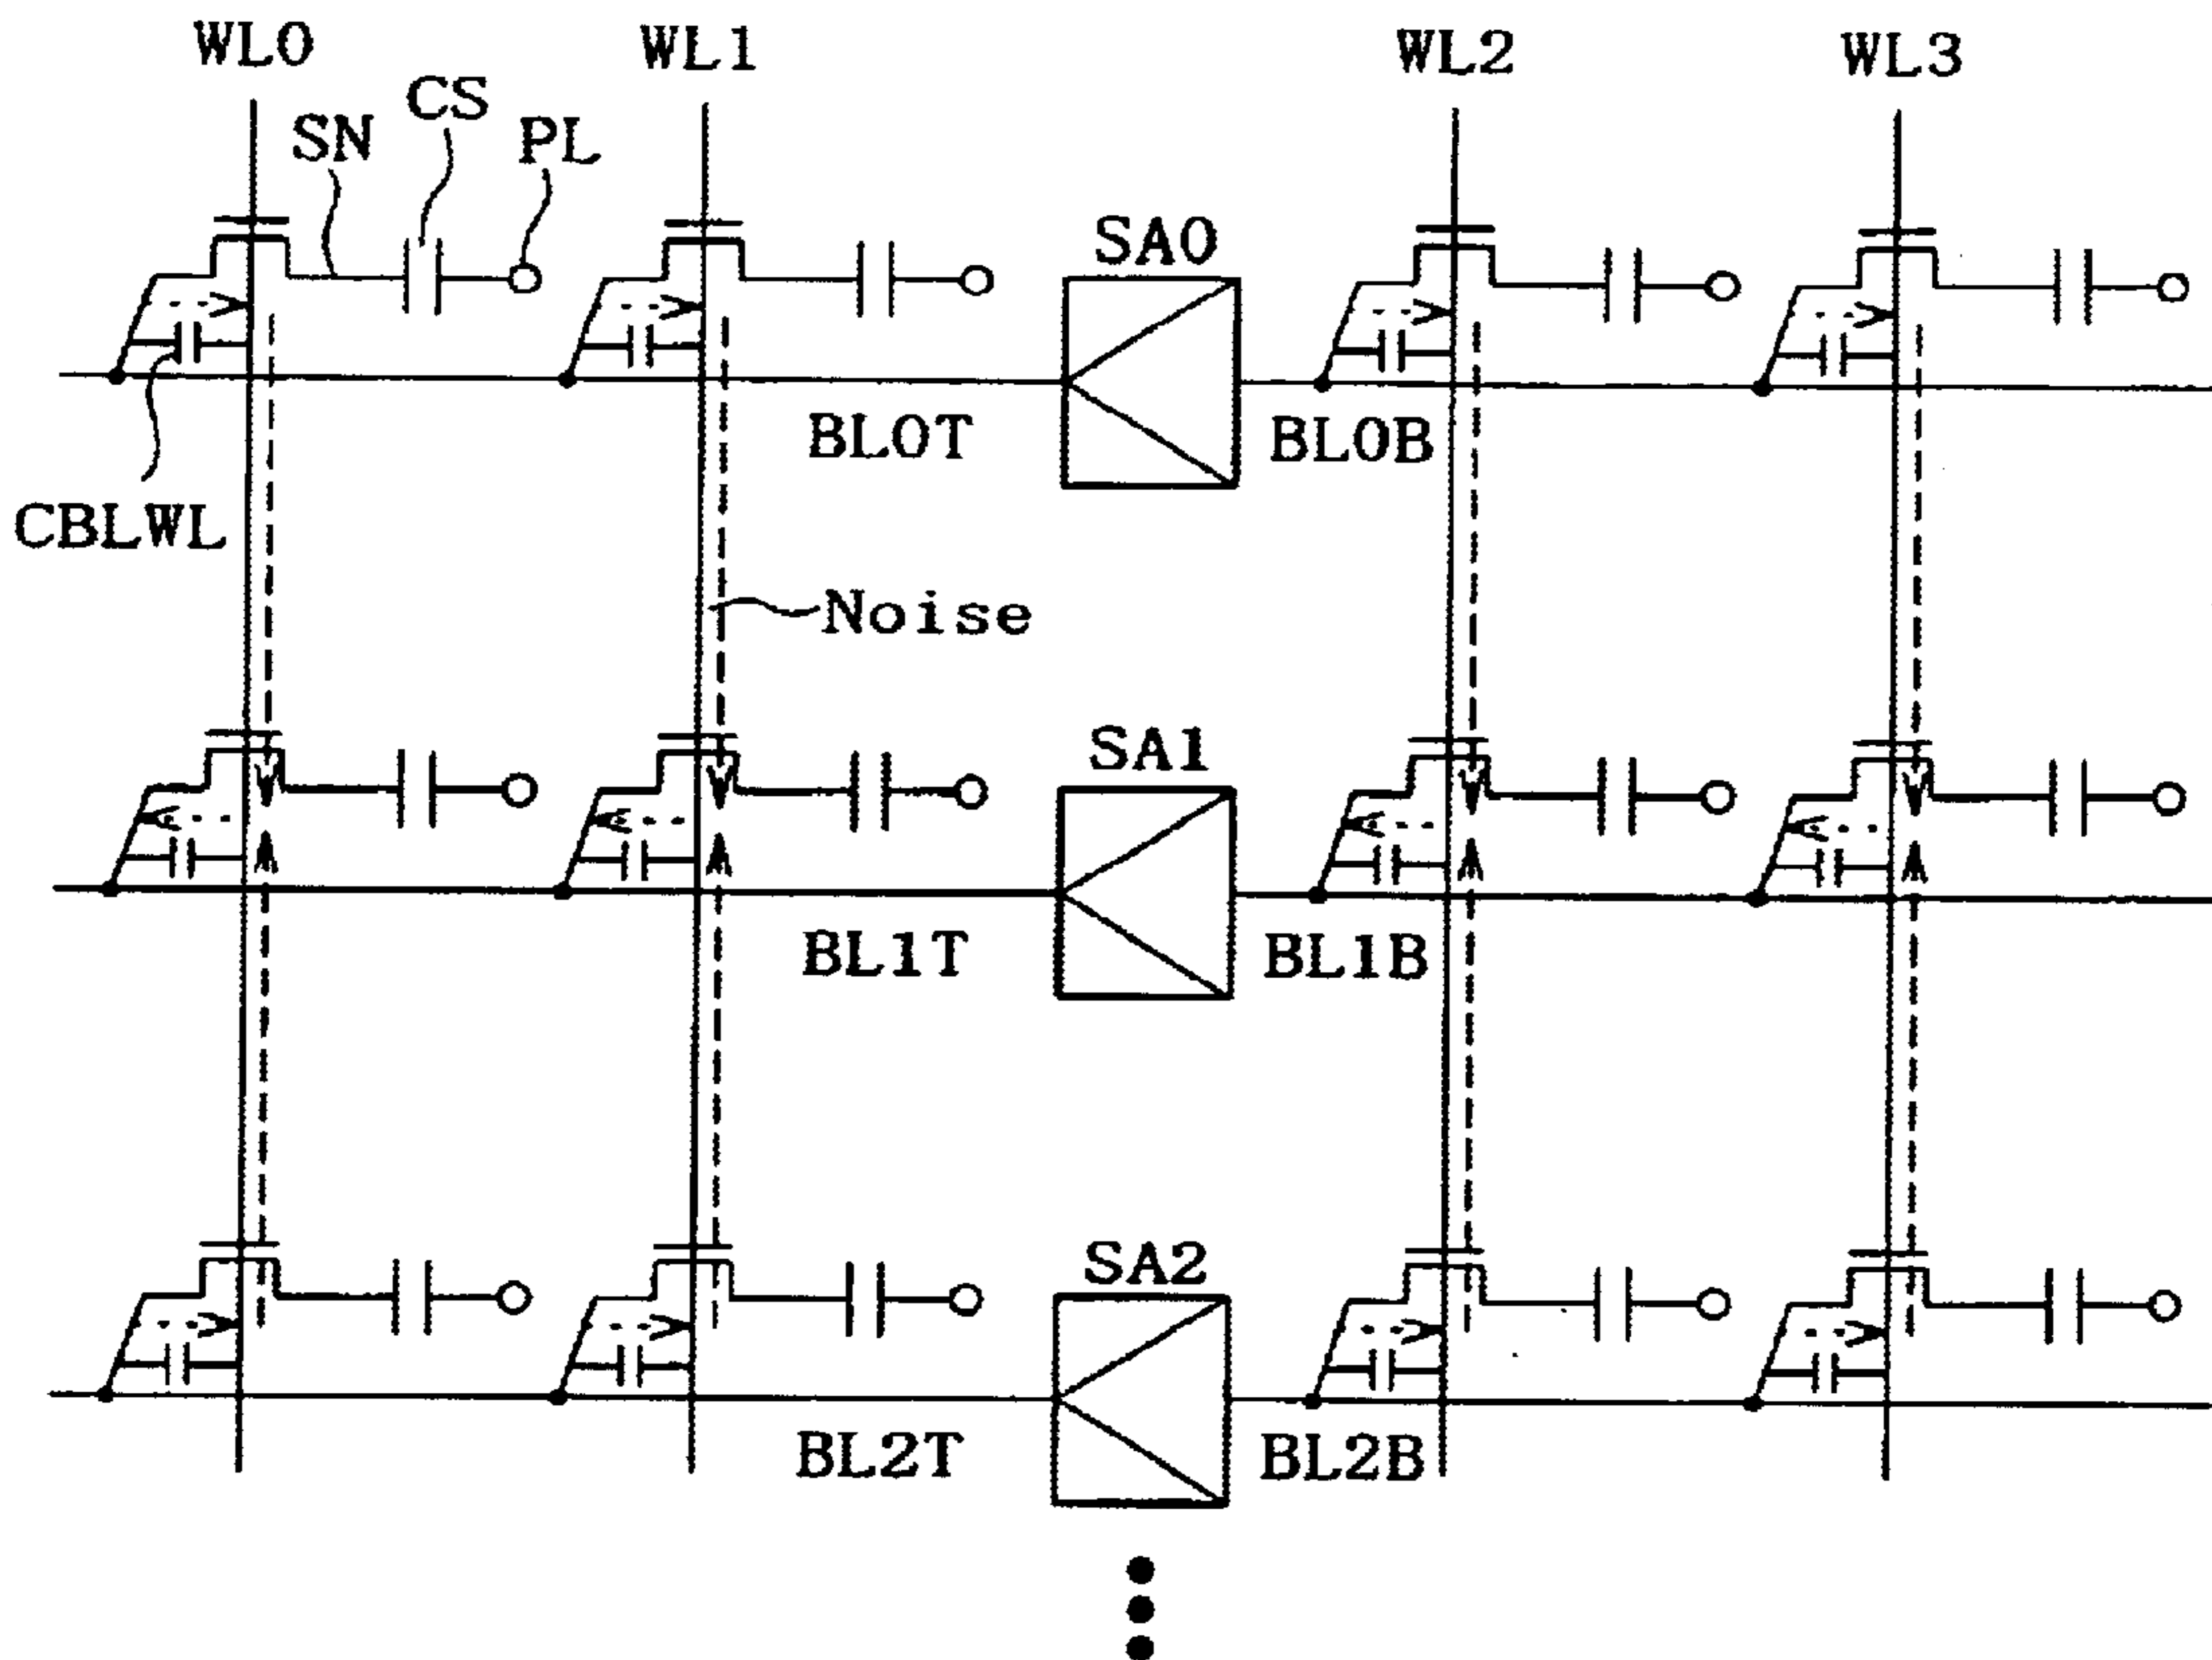 WL0 WL1 WL2 WL3
CS
SN PL
SA0
BL0T BL0B
CBLWL
Noise
SA1
BL1T BL1B
SA2
BL2T BL2B